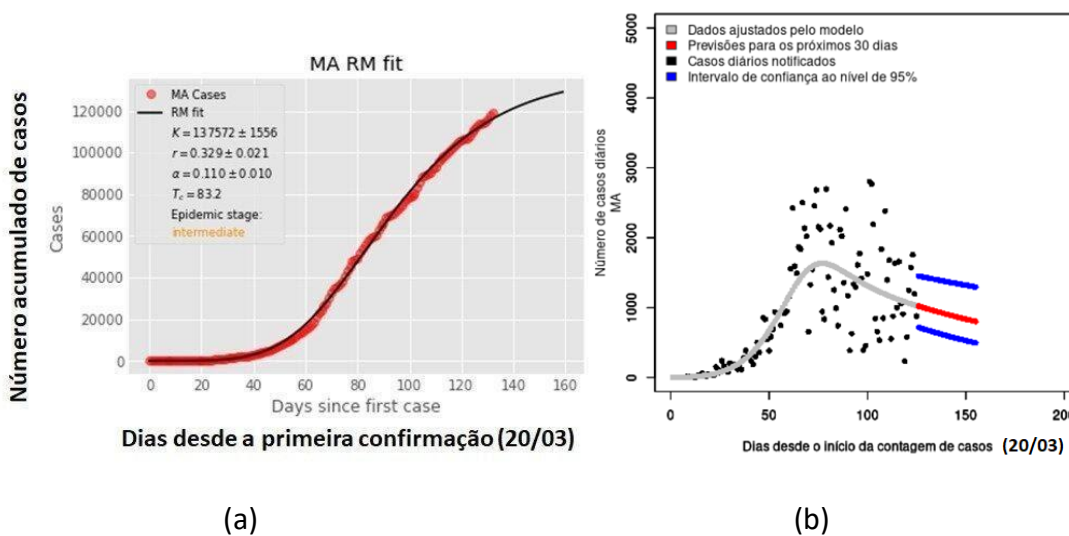 MA RM fit
Número acumulado de casos
Cases
120000
100000
80000
60000
40000
20000
0
MA Cases
RM fit
K = 137572 ± 1556
r = 0.329 ± 0.021
α = 0.110 ± 0.010
T_c = 83.2
Epidemic stage:
intermediate
0 20 40 60 80 100 120 140 160
Days since first case
Dias desde a primeira confirmação (20/03)
(a)
Número de casos diários
MA
5000
4000
3000
2000
1000
0
Dados ajustados pelo modelo
Previsões para os próximos 30 dias
Casos diários notificados
Intervalo de confiança ao nível de 95%
0 50 100 150 200
Dias desde o início da contagem de casos (20/03)
(b)